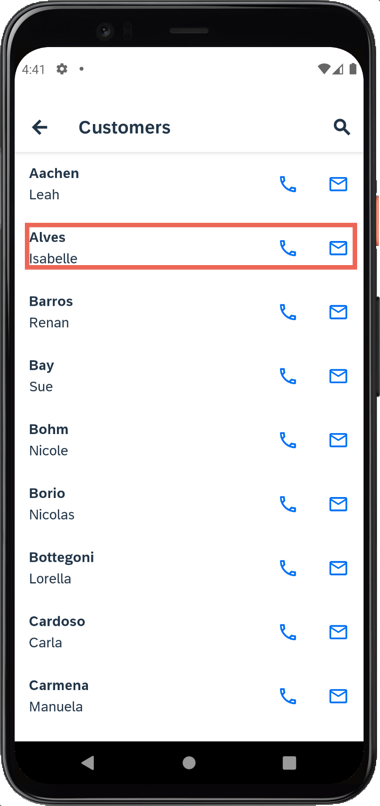 4:41
Customers
Aachen
Leah
Alves
Isabelle
Barros
Renan
Bay
Sue
Bohm
Nicole
Borio
Nicolas
Bottegoni
Lorella
Cardoso
Carla
Carmena
Manuela